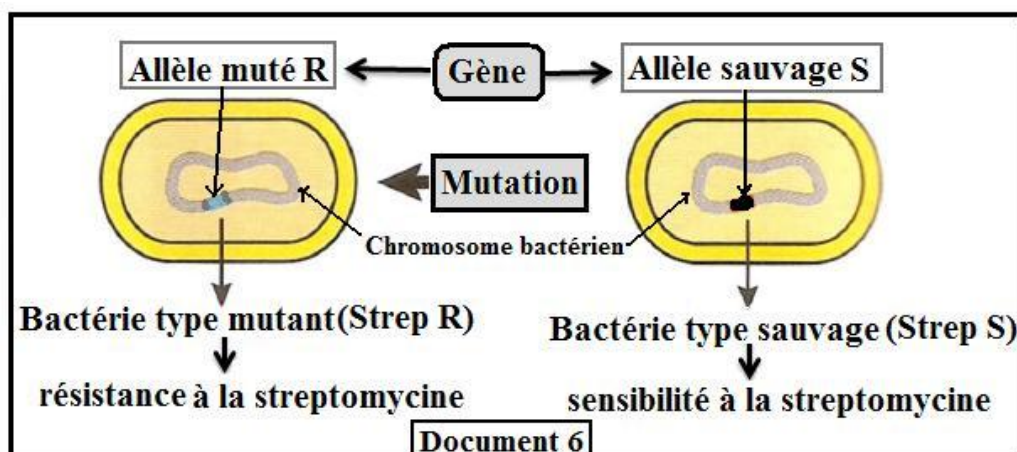 Allèle muté R
Gène
Allèle sauvage S
Mutation
Chromosome bactérien
Bactérie type mutant(Strep R)
Bactérie type sauvage (Strep S)
résistance à la streptomycine
sensibilité à la streptomycine
Document 6